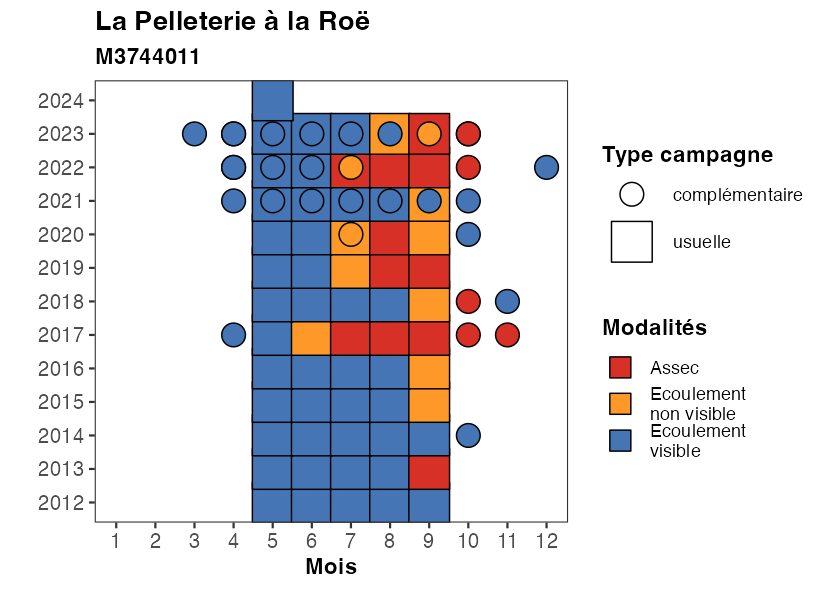 La Pelleterie à la Roë
M3744011
2024
2023
2022
2021
2020
2019
2018
2017
2016
2015
2014
2013
2012
1 2 3 4 5 6 7 8 9 10 11 12
Mois
Type campagne
complémentaire
usuelle
Modalités
Assec
Ecoulement
non visible
Ecoulement
visible